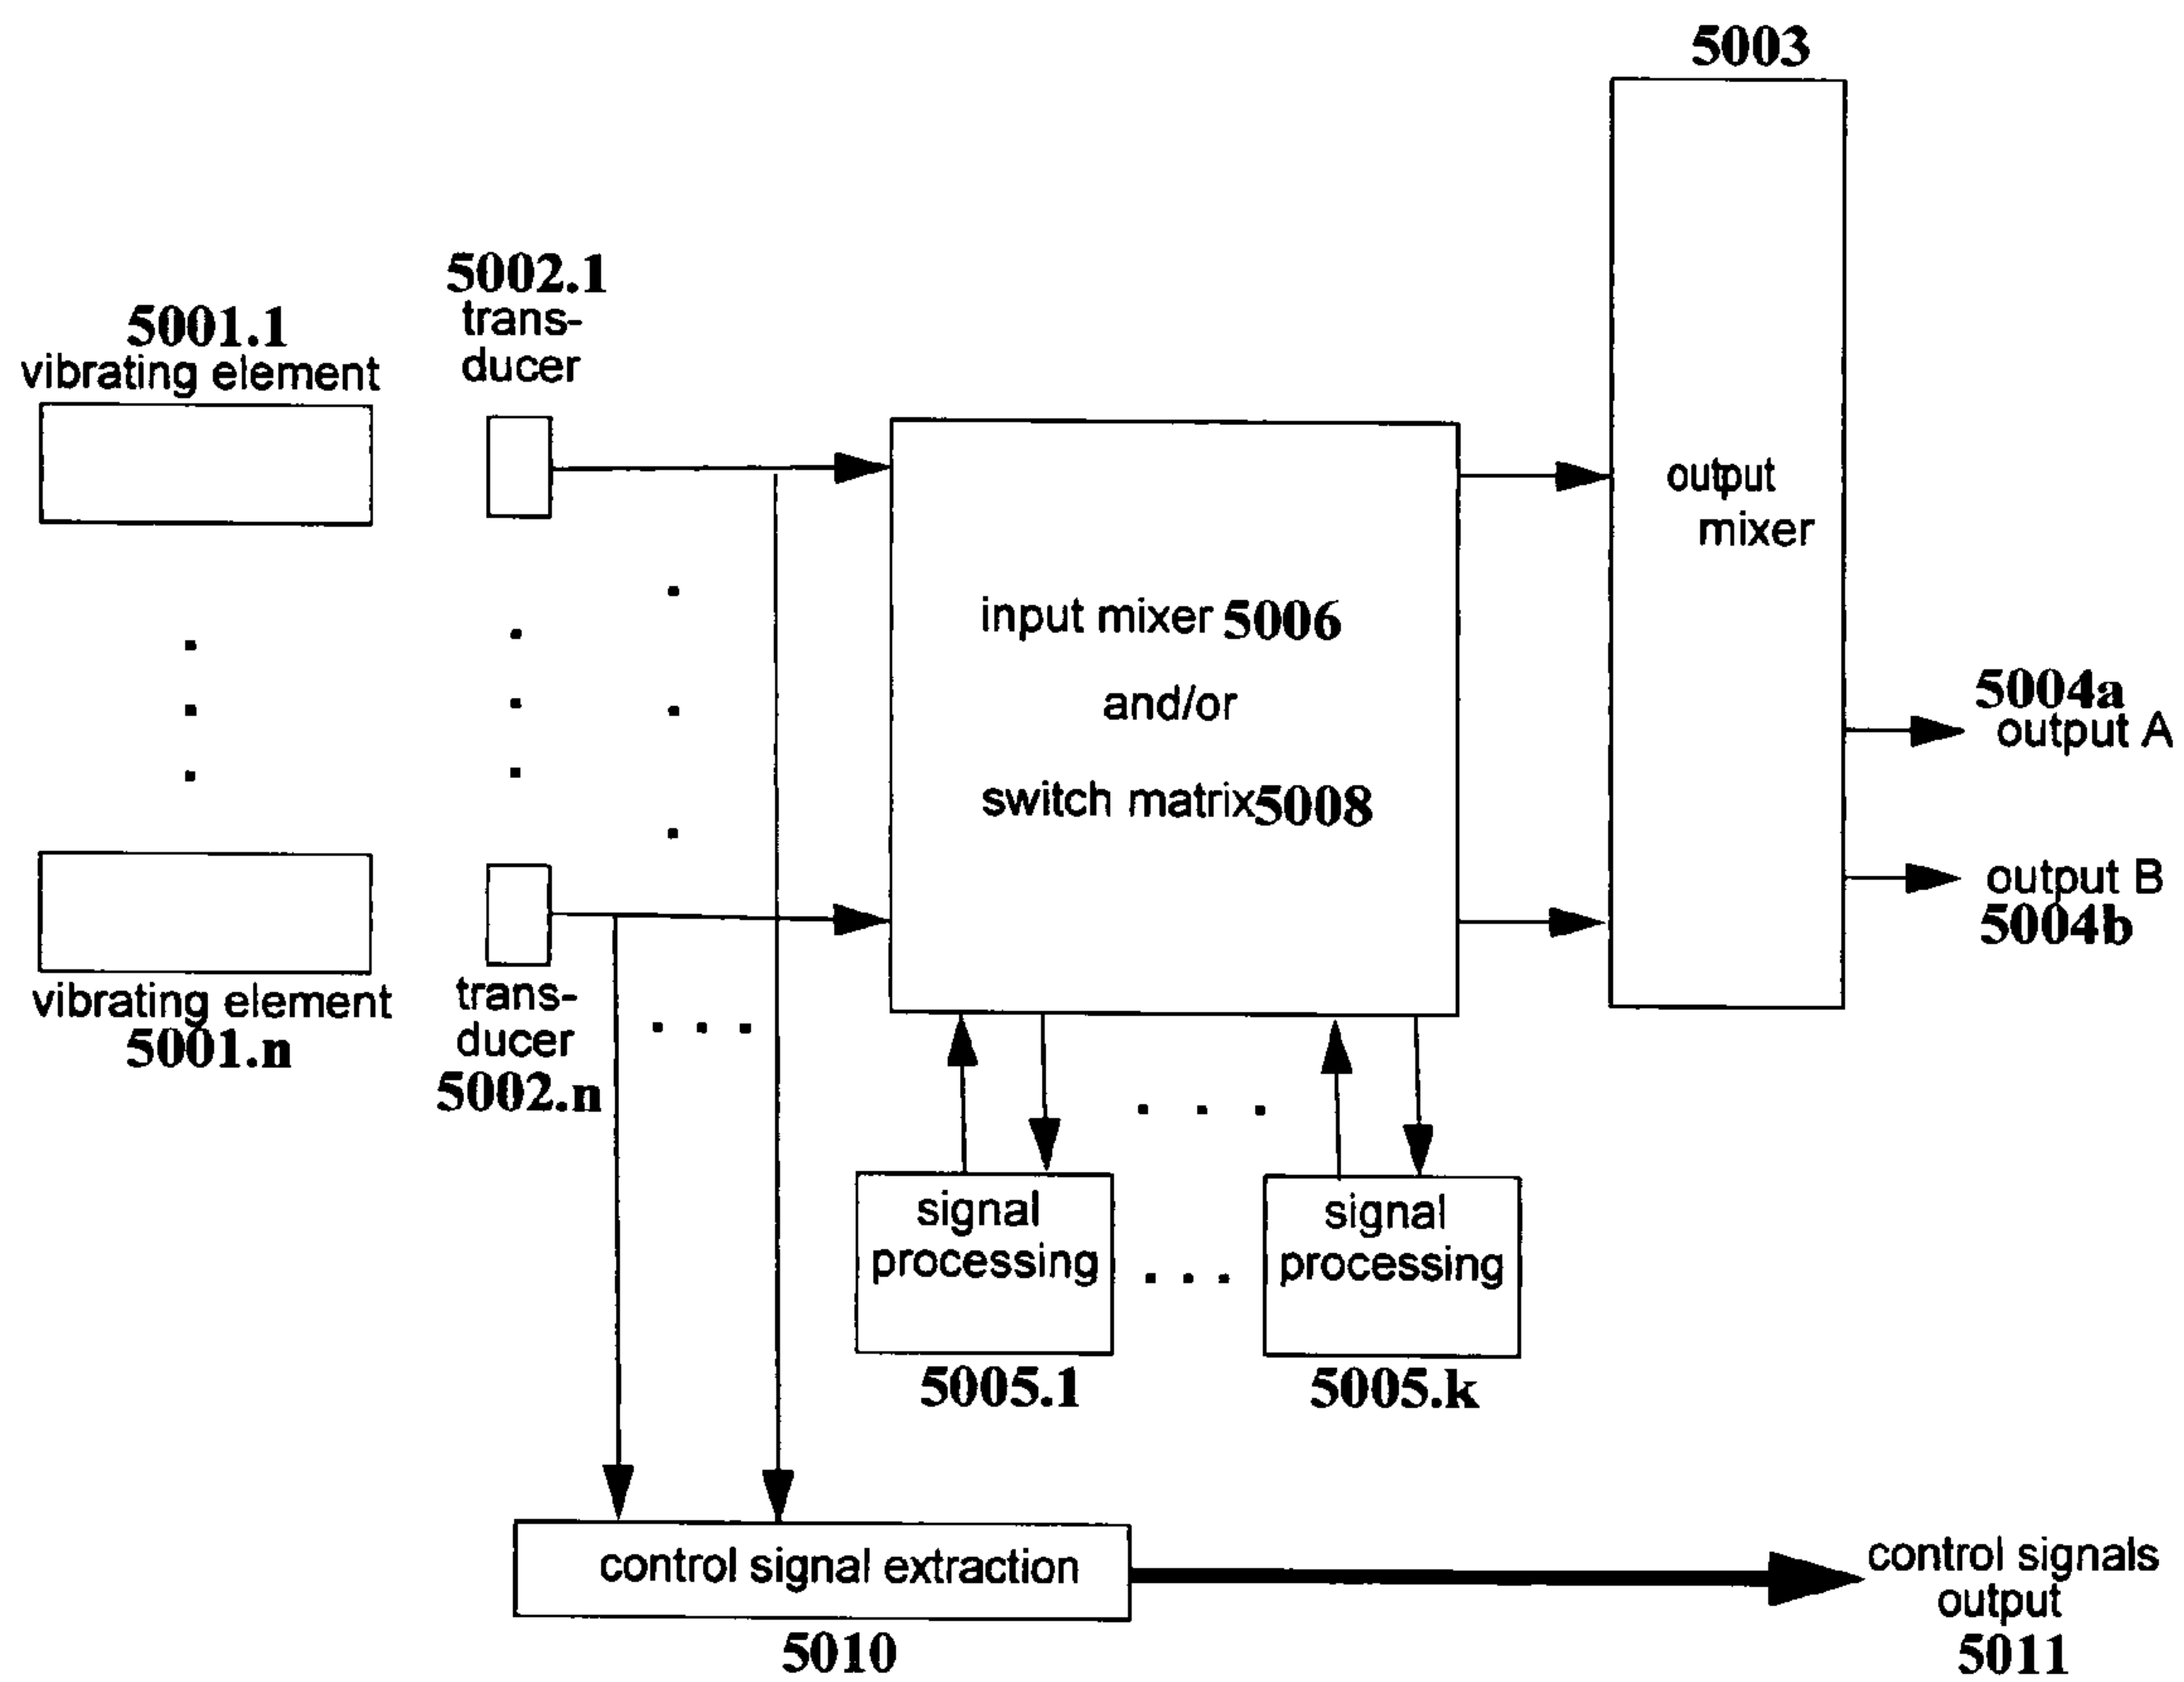 5003
5002.1
trans-
ducer
5001.1
vibrating element
output
mixer
input mixer 5006
and/or
switch matrix 5008
5004a
output A
output B
5004b
vibrating element
5001.n
trans-
ducer
5002.n
signal
processing
5005.1
signal
processing
5005.k
control signal extraction
5010
control signals
output
5011